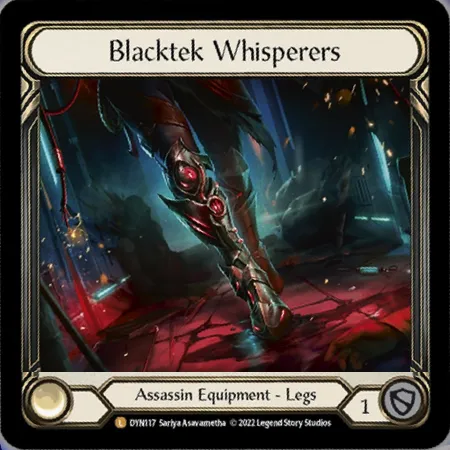 Blacktek Whisperers
Assassin Equipment - Legs
1
L DYN117 Sariya Asavametha © 2022 Legend Story Studios